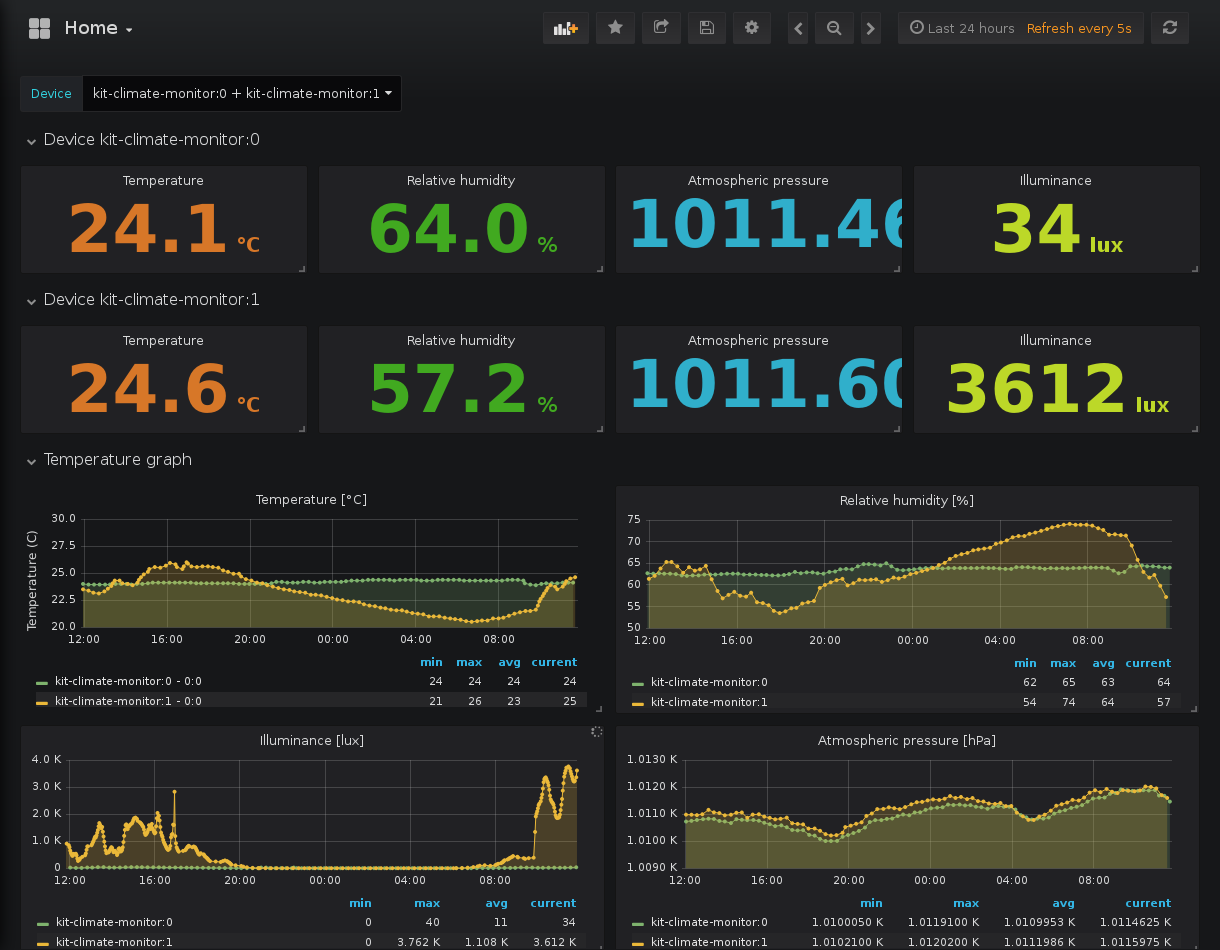 Home
Last 24 hours Refresh every 5s
Device kit-climate-monitor:0 + kit-climate-monitor:1
Device kit-climate-monitor:0
Temperature Relative humidity Atmospheric pressure Illuminance
24.1 °C 64.0 % 1011.46 34 lux
Device kit-climate-monitor:1
Temperature Relative humidity Atmospheric pressure Illuminance
24.6 °C 57.2 % 1011.60 3612 lux
Temperature graph
Temperature [°C]
Temperature (C)
30.0
27.5
25.0
22.5
20.0
12:00 16:00 20:00 00:00 04:00 08:00
min max avg current
kit-climate-monitor:0 - 0:0 24 24 24 24
kit-climate-monitor:1 - 0:0 21 26 23 25
Relative humidity [%]
75
70
65
60
55
50
12:00 16:00 20:00 00:00 04:00 08:00
min max avg current
kit-climate-monitor:0 62 65 63 64
kit-climate-monitor:1 54 74 64 57
Illuminance [lux]
4.0 K
3.0 K
2.0 K
1.0 K
0
12:00 16:00 20:00 00:00 04:00 08:00
min max avg current
kit-climate-monitor:0 0 40 11 34
kit-climate-monitor:1 0 3.762 K 1.108 K 3.612 K
Atmospheric pressure [hPa]
1.0130 K
1.0120 K
1.0110 K
1.0100 K
1.0090 K
12:00 16:00 20:00 00:00 04:00 08:00
min max avg current
kit-climate-monitor:0 1.0100050 K 1.0119100 K 1.0109953 K 1.0114625 K
kit-climate-monitor:1 1.0102100 K 1.0120200 K 1.0111986 K 1.0115975 K